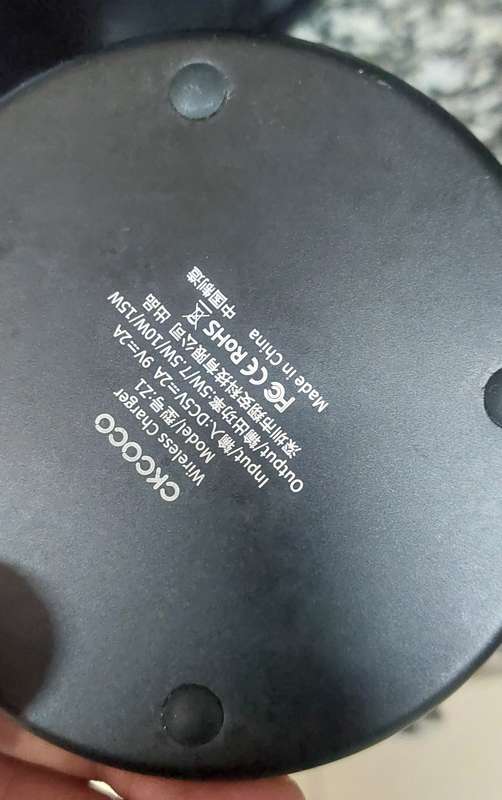 CKCOCO
Wireless Charger
Model/型号:Z1
Input/输入:DC5V=2A 9V=2A
Output/输出功率:5W/7.5W/10W/15W
深圳市翔安科技有限公司 出品
FC CE RoHS
中国制造
Made in China